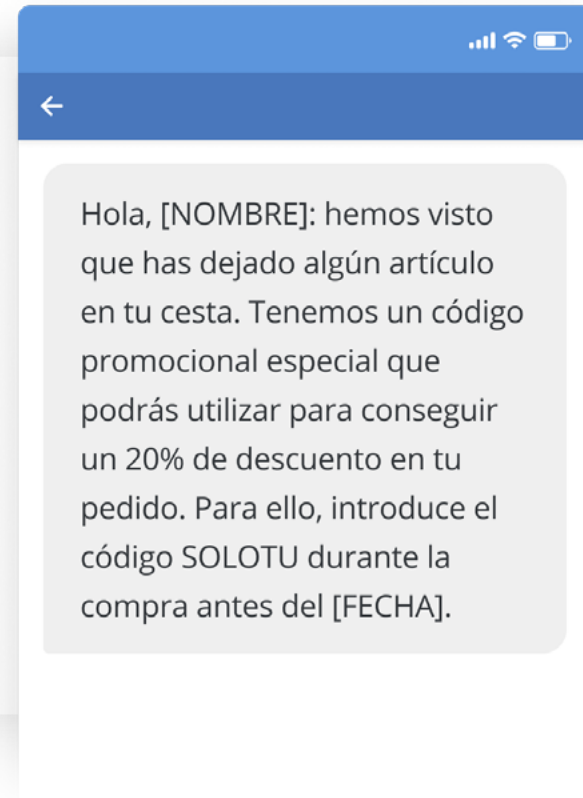 Hola, [NOMBRE]: hemos visto
que has dejado algún artículo
en tu cesta. Tenemos un código
promocional especial que
podrás utilizar para conseguir
un 20% de descuento en tu
pedido. Para ello, introduce el
código SOLOTU durante la
compra antes del [FECHA].